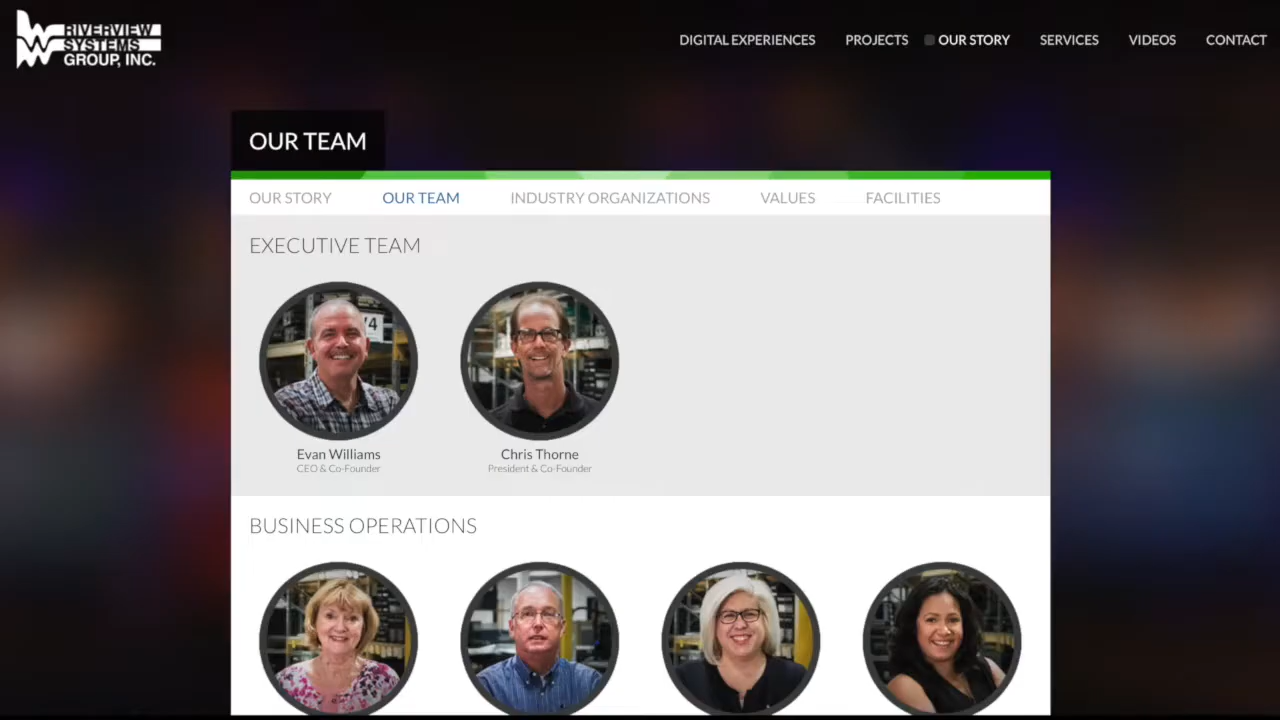 RIVERVIEW
SYSTEMS
GROUP, INC.
DIGITAL EXPERIENCES PROJECTS OUR STORY SERVICES VIDEOS CONTACT
OUR TEAM
OUR STORY OUR TEAM INDUSTRY ORGANIZATIONS VALUES FACILITIES
EXECUTIVE TEAM
V4
Evan Williams Chris Thorne
CEO & Co-Founder President & Co-Founder
BUSINESS OPERATIONS